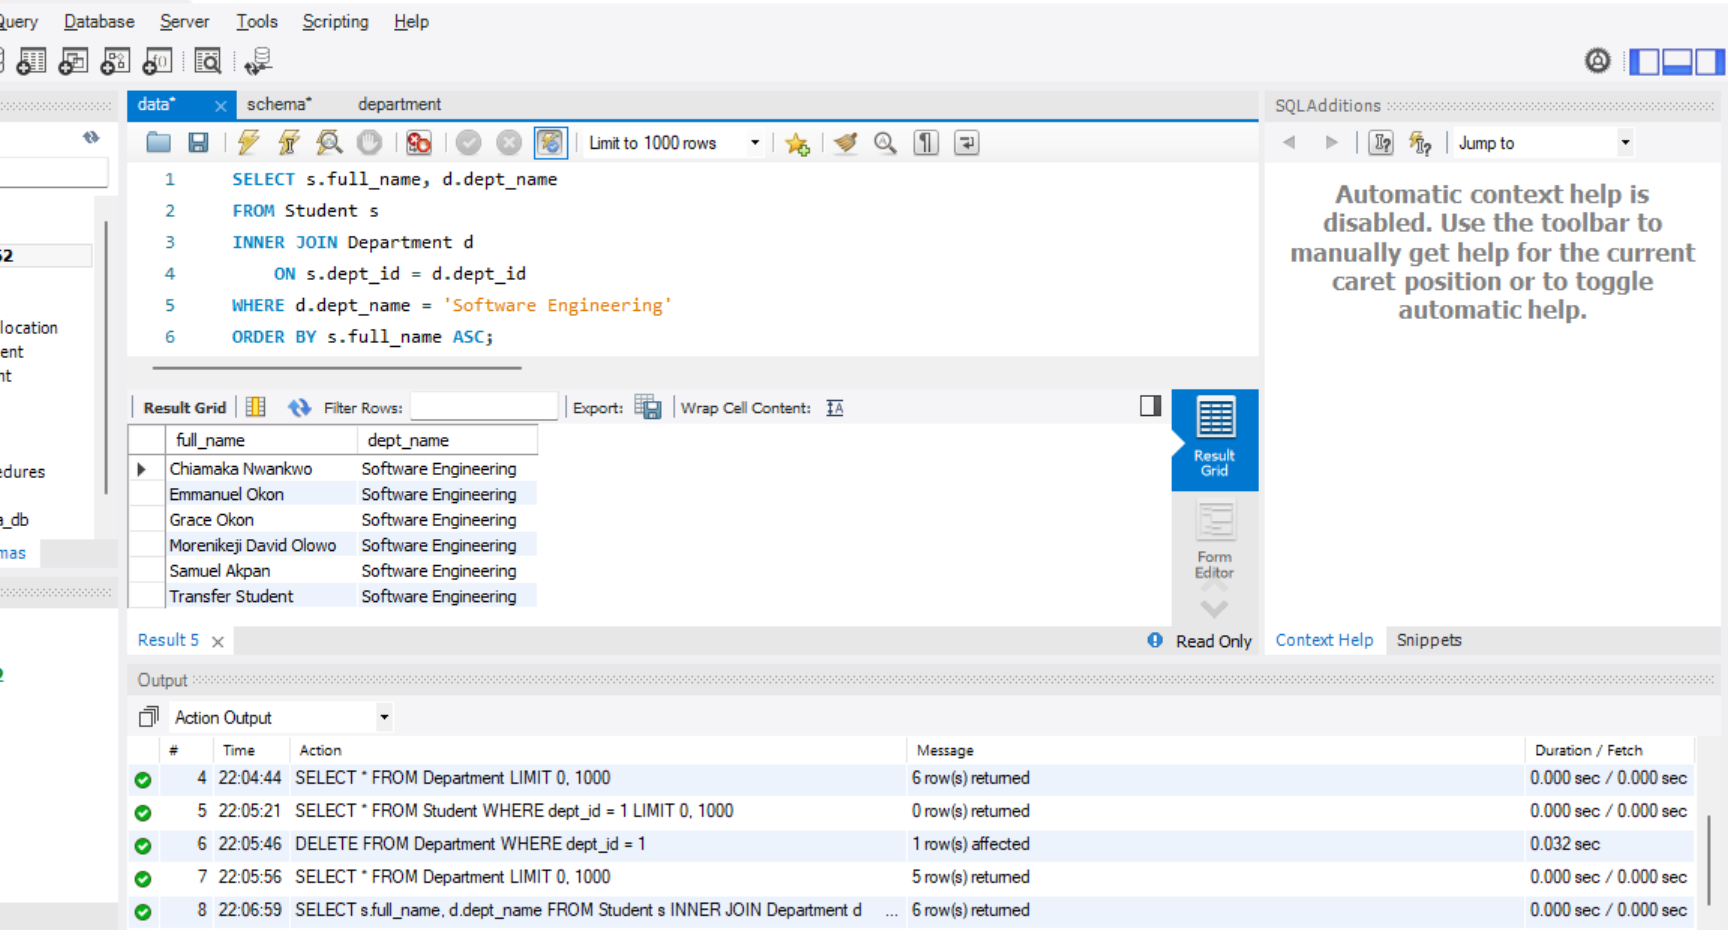 Query Database Server Tools Scripting Help
data* schema* department
SQLAdditions
Limit to 1000 rows
Jump to
1 SELECT s.full_name, d.dept_name
2 FROM Student s
3 INNER JOIN Department d
4 ON s.dept_id = d.dept_id
5 WHERE d.dept_name = 'Software Engineering'
6 ORDER BY s.full_name ASC;
Automatic context help is
disabled. Use the toolbar to
manually get help for the current
caret position or to toggle
automatic help.
52
location
ent
nt
edures
a_db
mas
2
Result Grid Filter Rows: Export: Wrap Cell Content:
full_name dept_name
Chiamaka Nwankwo Software Engineering
Emmanuel Okon Software Engineering
Grace Okon Software Engineering
Morenikeji David Olowo Software Engineering
Samuel Akpan Software Engineering
Transfer Student Software Engineering
Result
Grid
Form
Editor
Result 5 Read Only
Context Help Snippets
Output
Action Output
# Time Action Message Duration / Fetch
4 22:04:44 SELECT * FROM Department LIMIT 0, 1000 6 row(s) returned 0.000 sec / 0.000 sec
5 22:05:21 SELECT * FROM Student WHERE dept_id = 1 LIMIT 0, 1000 0 row(s) returned 0.000 sec / 0.000 sec
6 22:05:46 DELETE FROM Department WHERE dept_id = 1 1 row(s) affected 0.032 sec
7 22:05:56 SELECT * FROM Department LIMIT 0, 1000 5 row(s) returned 0.000 sec / 0.000 sec
8 22:06:59 SELECT s.full_name, d.dept_name FROM Student s INNER JOIN Department d ... 6 row(s) returned 0.000 sec / 0.000 sec